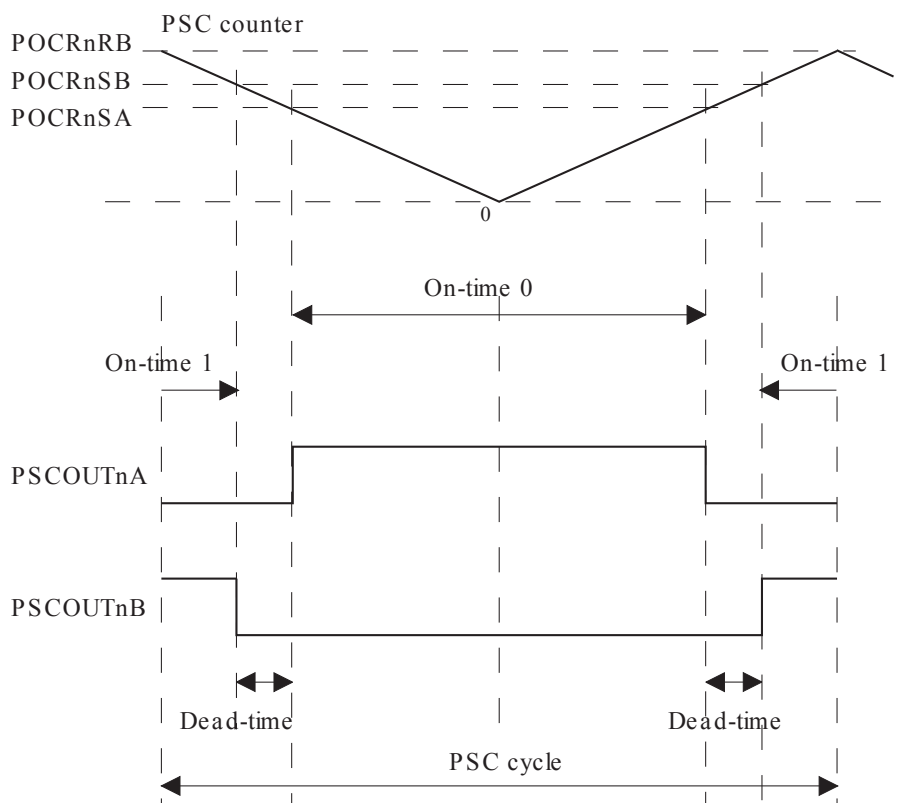 PSC counter
POCRnRB
POCRnSB
POCRnSA
0
On-time 0
On-time 1
On-time 1
PSCOUTnA
PSCOUTnB
Dead-time
Dead-time
PSC cycle